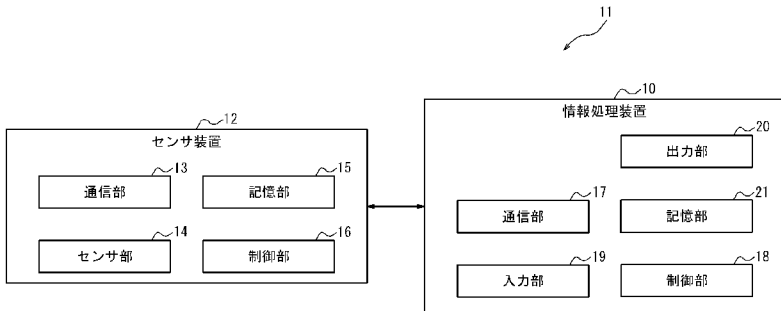 11
12
センサ装置
13
通信部
15
記憶部
14
センサ部
16
制御部
10
情報処理装置
20
出力部
17
通信部
21
記憶部
19
入力部
18
制御部